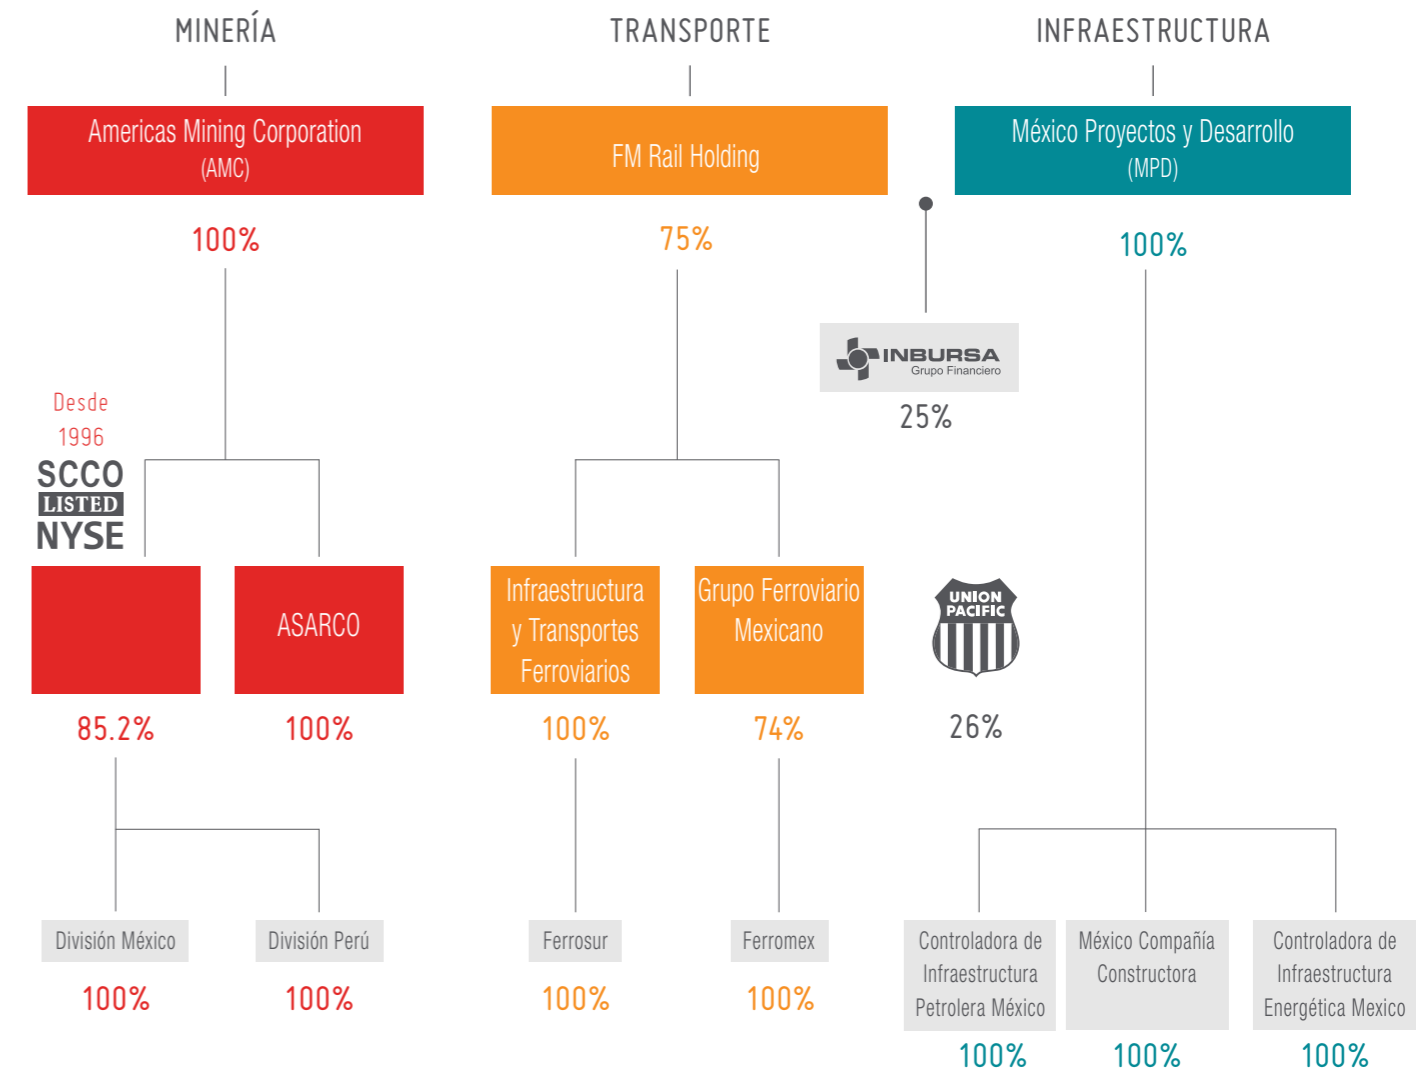 MINERÍA
Americas Mining Corporation
(AMC)
100%
Desde
1996
SCCO
LISTED
NYSE
85.2%
ASARCO
100%
División México
100%
División Perú
100%
TRANSPORTE
FM Rail Holding
75%
INBURSA
Grupo Financiero
25%
Infraestructura
y Transportes
Ferroviarios
100%
Grupo Ferroviario
Mexicano
74%
UNION
PACIFIC
26%
Ferrosur
100%
Ferromex
100%
INFRAESTRUCTURA
México Proyectos y Desarrollo
(MPD)
100%
Controladora de
Infraestructura
Petrolera México
100%
México Compañía
Constructora
100%
Controladora de
Infraestructura
Energética Mexico
100%